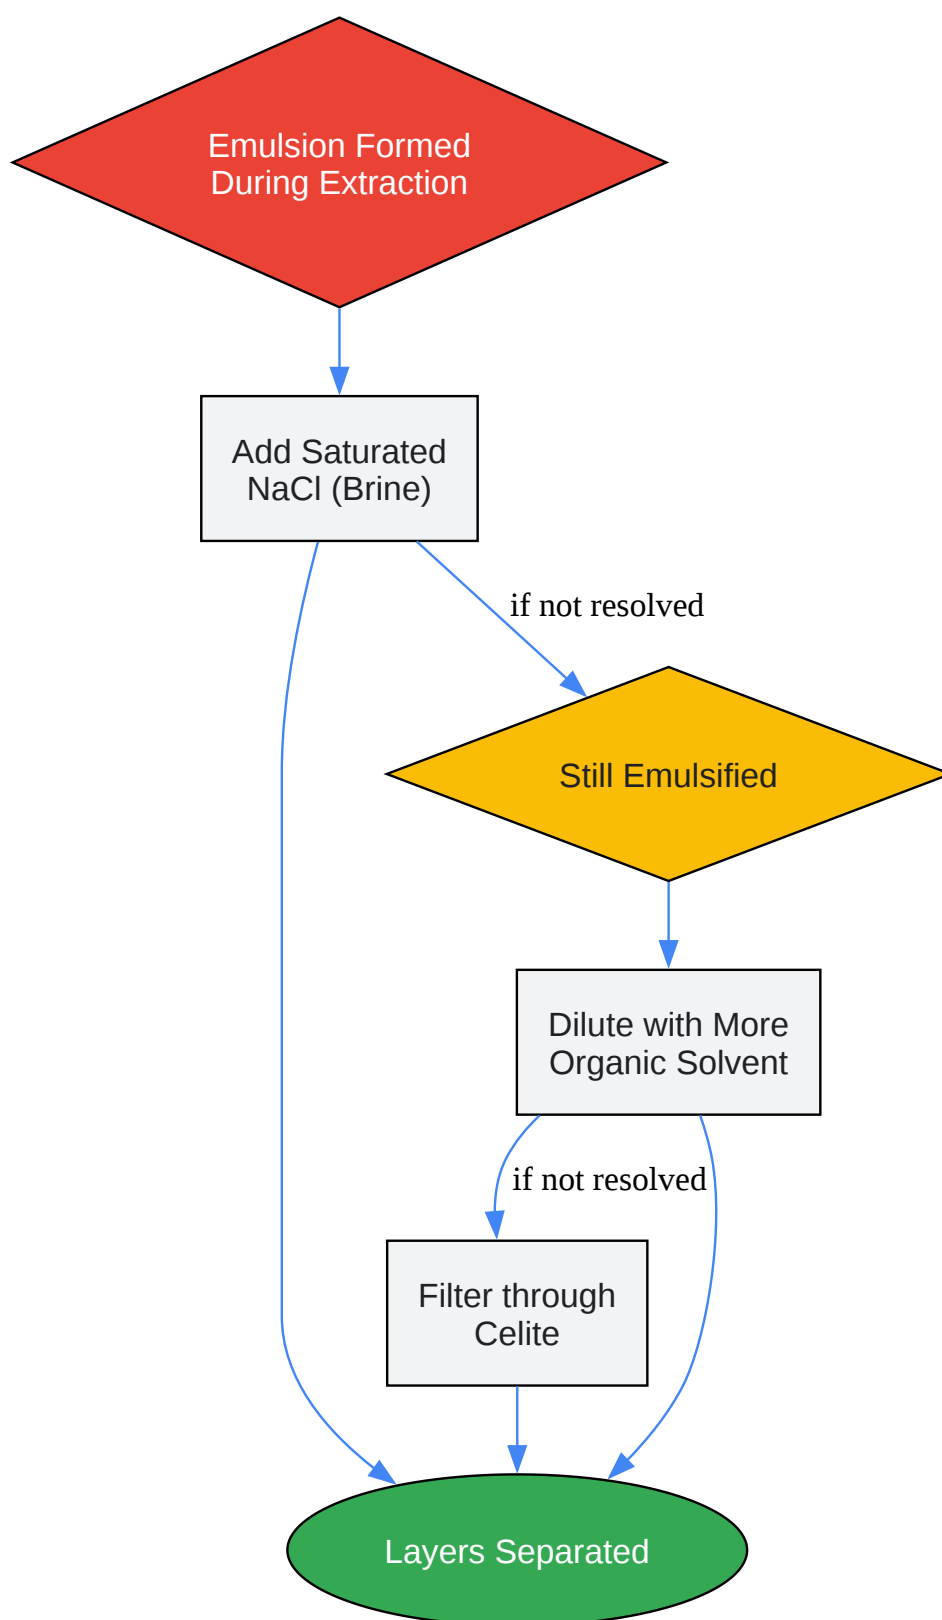 Emulsion Formed
During Extraction
Add Saturated
NaCl (Brine)
if not resolved
Still Emulsified
Dilute with More
Organic Solvent
if not resolved
Filter through
Celite
Layers Separated